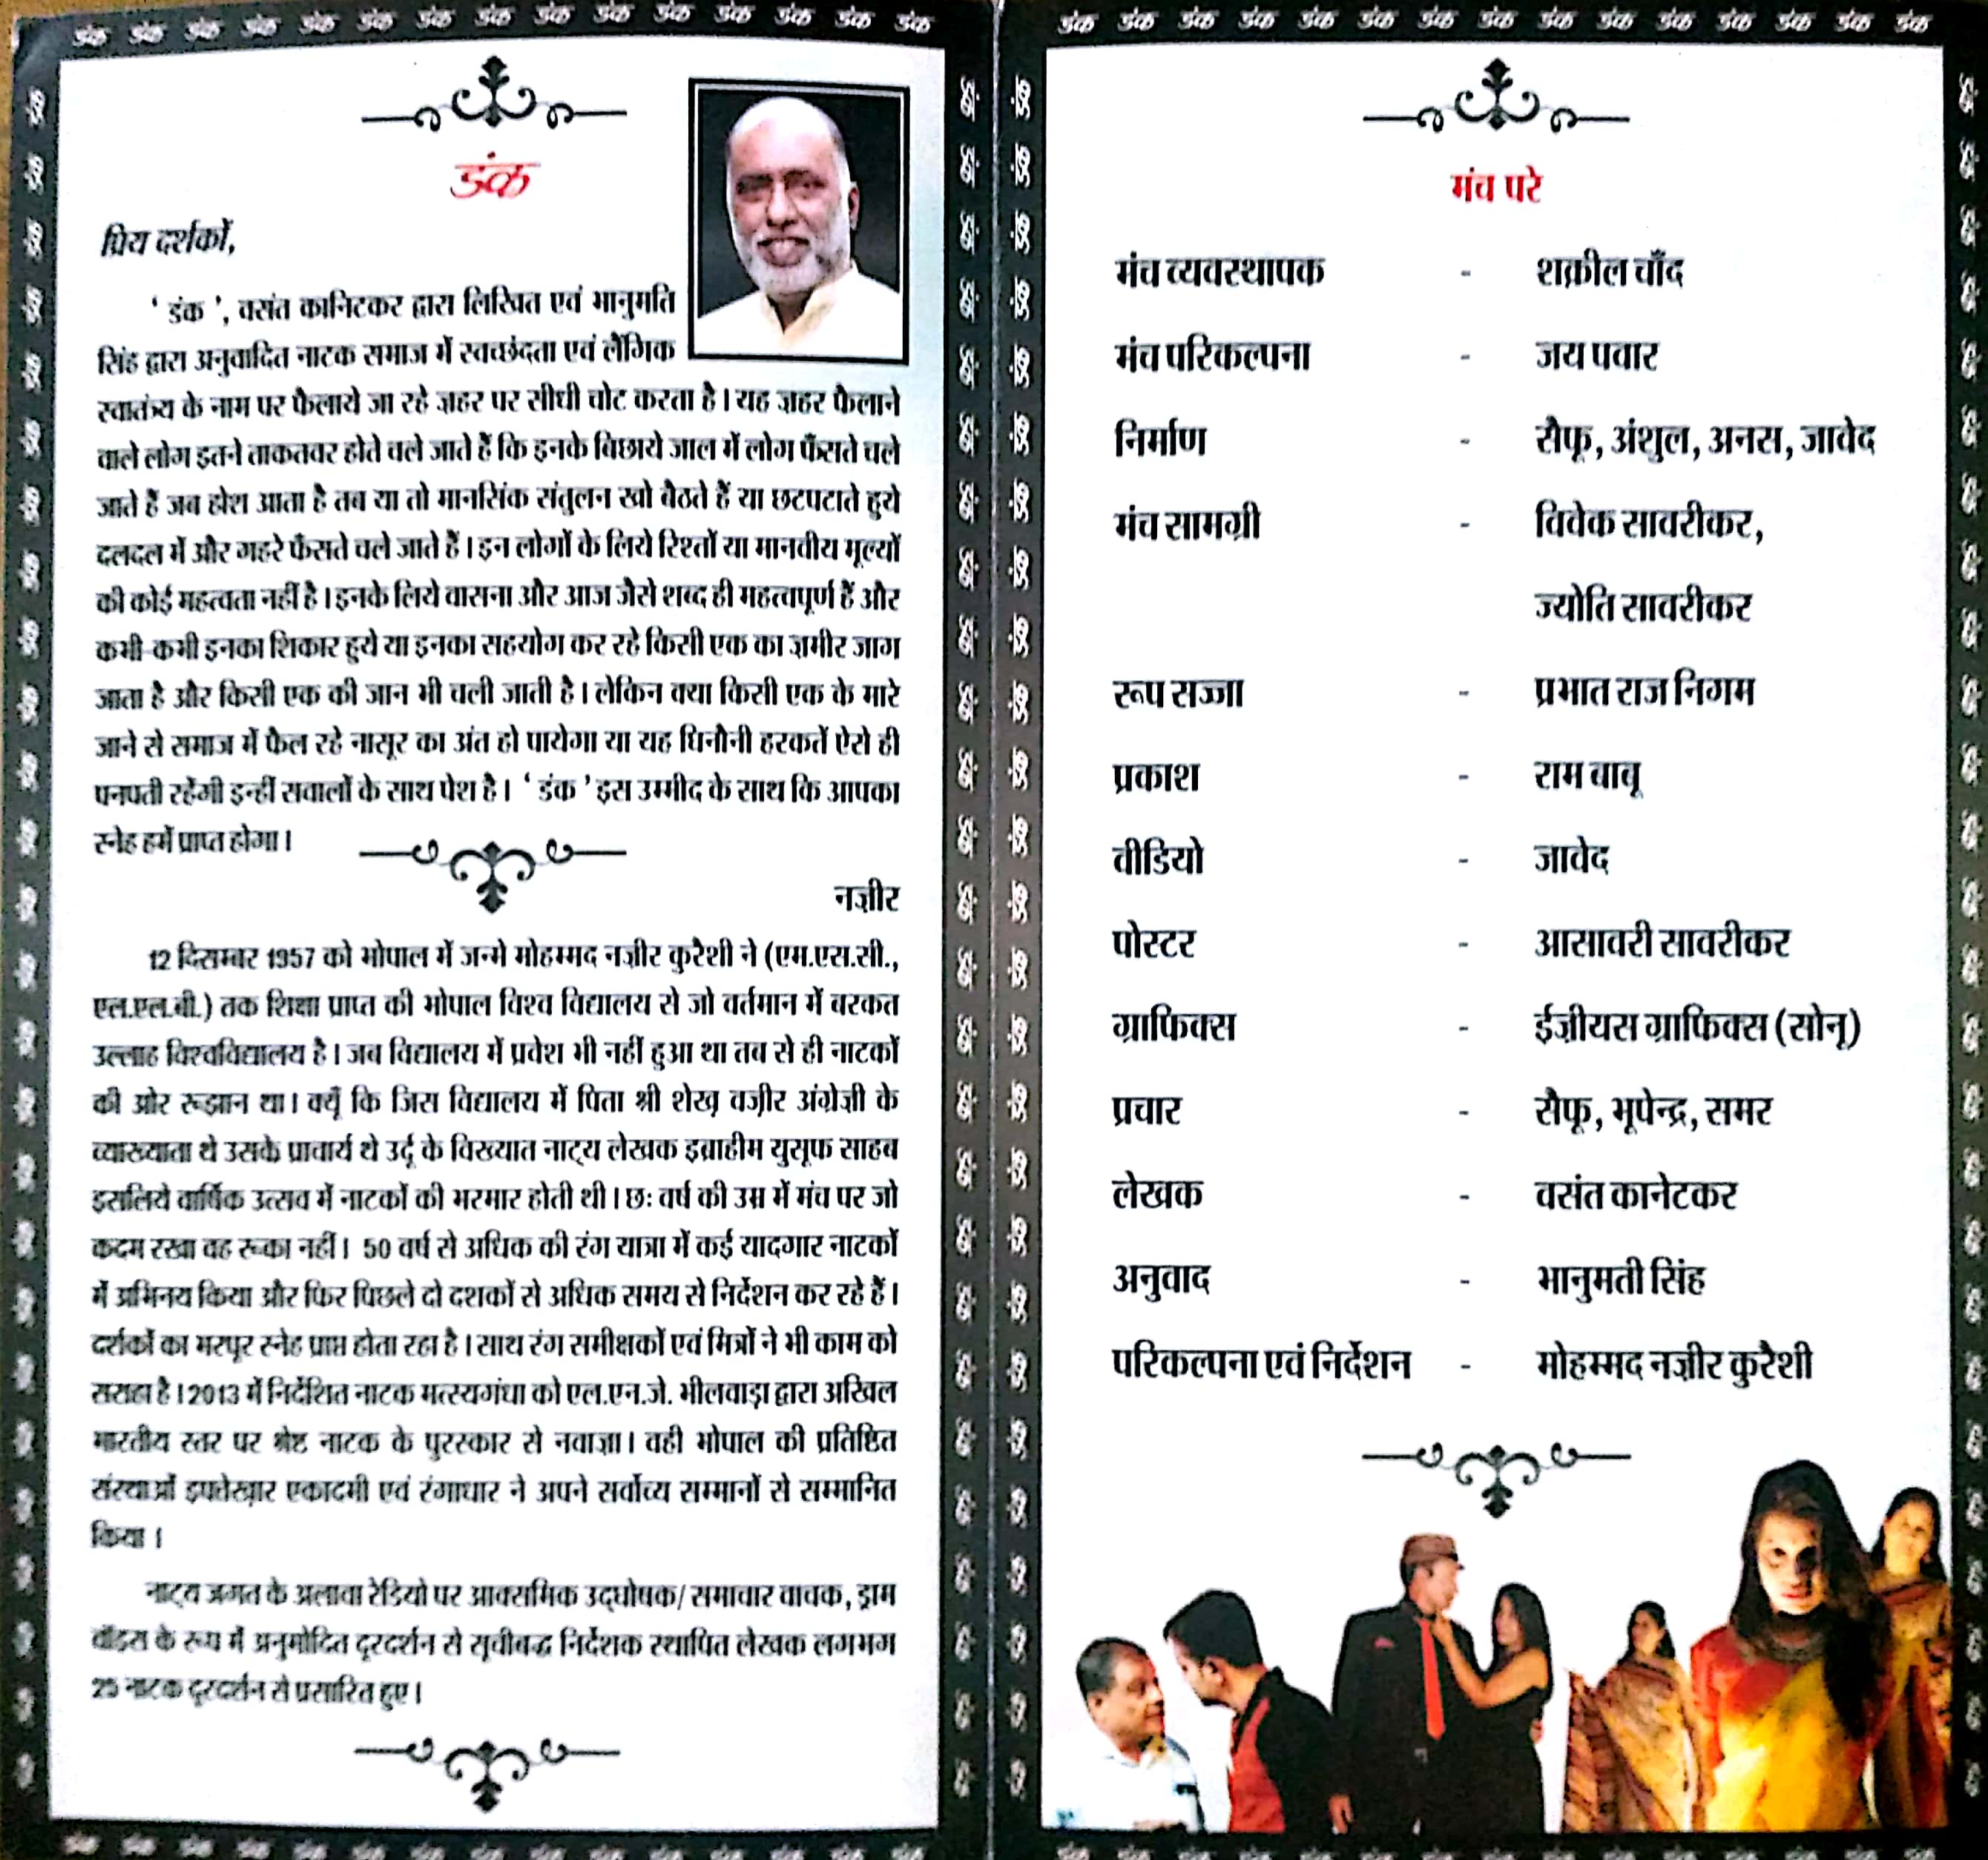 डंक
प्रिय दर्शकों,
‘ डंक ’, वसंत कानिटकर द्वारा लिखित एवं भानुमति
सिंह द्वारा अनुवादित नाटक समाज में स्वच्छंदता एवं लैंगिक
स्वातंत्र्य के नाम पर फैलाये जा रहे ज़हर पर सीधी चोट करता है। यह ज़हर फैलाने
वाले लोग इतने ताकतवर होते चले जाते हैं कि इनके बिछाये जाल में लोग फँसते चले
जाते हैं जब होश आता है तब या तो मानसिंक संतुलन खो बैठते हैं या छटपटाते हुये
दलदल में और गहरे फँसते चले जाते हैं। इन लोगों के लिये रिश्तों या मानवीय मूल्यों
की कोई महत्वता नहीं है। इनके लिये वासना और आज जैसे शब्द ही महत्वपूर्ण हैं और
कभी-कभी इनका शिकार हुये या इनका सहयोग कर रहे किसी एक का ज़मीर जाग
जाता है और किसी एक की जान भी चली जाती है। लेकिन क्या किसी एक के मारे
जाने से समाज में फैल रहे नासूर का अंत हो पायेगा या यह घिनौनी हरकतें ऐसे ही
पनपती रहेंगी इन्हीं सवालों के साथ पेश है। ‘ डंक ’ इस उम्मीद के साथ कि आपका
स्नेह हमें प्राप्त होगा।
नज़ीर
12 दिसम्बर 1957 को भोपाल में जन्मे मोहम्मद नज़ीर कुरैशी ने (एम.एस.सी.,
एल.एल.बी.) तक शिक्षा प्राप्त की भोपाल विश्व विद्यालय से जो वर्तमान में बरकत
उल्लाह विश्वविद्यालय है। जब विद्यालय में प्रवेश भी नहीं हुआ था तब से ही नाटकों
की ओर रूझान था। क्यूँ कि जिस विद्यालय में पिता श्री शेख़ वज़ीर अंग्रेज़ी के
व्याख्याता थे उसके प्राचार्य थे उर्दू के विख्यात नाट्य लेखक इब्राहीम युसूफ साहब
इसलिये वार्षिक उत्सव में नाटकों की भरमार होती थी। छः वर्ष की उम्र में मंच पर जो
कदम रखा वह रूका नहीं। 50 वर्ष से अधिक की रंग यात्रा में कई यादगार नाटकों
में अभिनय किया और फिर पिछले दो दशकों से अधिक समय से निर्देशन कर रहे हैं।
दर्शकों का भरपूर स्नेह प्राप्त होता रहा है। साथ रंग समीक्षकों एवं मित्रों ने भी काम को
सराहा है। 2013 में निर्देशित नाटक मत्स्यगंधा को एल.एन.जे. भीलवाड़ा द्वारा अखिल
भारतीय स्तर पर श्रेष्ठ नाटक के पुरस्कार से नवाज़ा। वही भोपाल की प्रतिष्ठित
संस्थाओं इफ्तेख़ार एकादमी एवं रंगाधार ने अपने सर्वोच्य सम्मानों से सम्मानित
किया।
नाट्य जगत के अलावा रेडियो पर आकस्मिक उद्घोषक/ समाचार वाचक, ड्राम
वॉइस के रूप में अनुमोदित दूरदर्शन से सूचीबद्ध निर्देशक स्थापित लेखक लगभग
25 नाटक दूरदर्शन से प्रसारित हुए।
मंच परे
मंच व्यवस्थापक - शक़ील चाँद
मंच परिकल्पना - जय पवार
निर्माण - सैफू, अंशुल, अनस, जावेद
मंच सामग्री - विवेक सावरीकर,
ज्योति सावरीकर
रूप सज्जा - प्रभात राज निगम
प्रकाश - राम बाबू
वीडियो - जावेद
पोस्टर - आसावरी सावरीकर
ग्राफिक्स - ईज़ीयस ग्राफिक्स (सोनू)
प्रचार - सैफू, भूपेन्द्र, समर
लेखक - वसंत कानेटकर
अनुवाद - भानुमती सिंह
परिकल्पना एवं निर्देशन - मोहम्मद नज़ीर कुरैशी